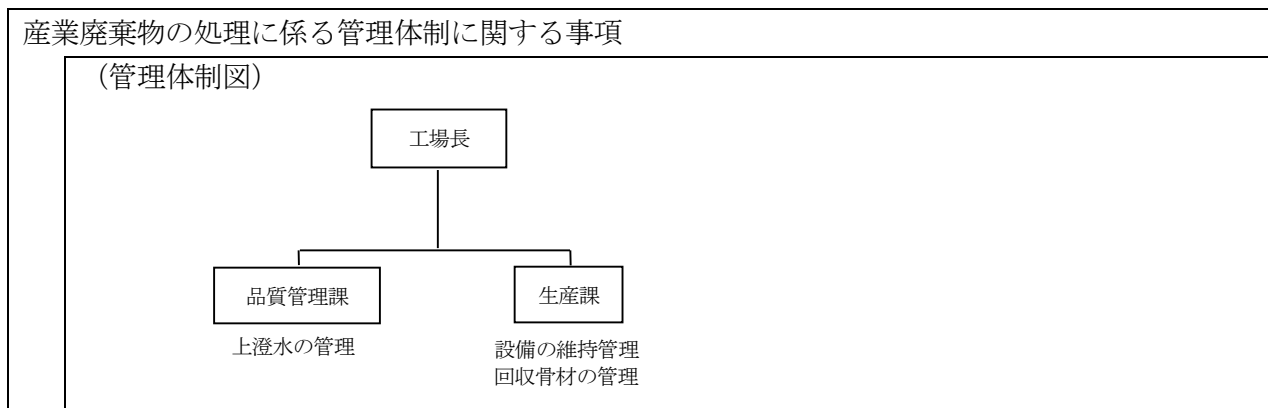 産業廃棄物の処理に係る管理体制に関する事項
（管理体制図）
工場長
品質管理課
生産課
上澄水の管理
設備の維持管理
回収骨材の管理